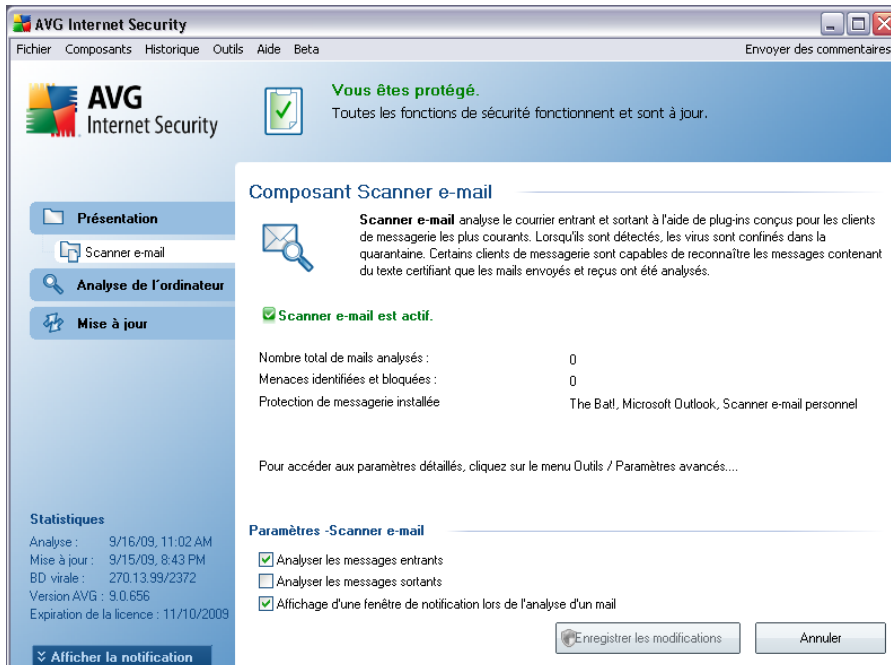 AVG Internet Security
Fichier Composants Historique Outils Aide Beta Envoyer des commentaires
AVG
Internet Security
Vous êtes protégé.
Toutes les fonctions de sécurité fonctionnent et sont à jour.
Présentation
Scanner e-mail
Analyse de l'ordinateur
Mise à jour
Composant Scanner e-mail
Scanner e-mail analyse le courrier entrant et sortant à l'aide de plug-ins conçus pour les clients
de messagerie les plus courants. Lorsqu'ils sont détectés, les virus sont confinés dans la
quarantaine. Certains clients de messagerie sont capables de reconnaître les messages contenant
du texte certifiant que les mails envoyés et reçus ont été analysés.
Scanner e-mail est actif.
Nombre total de mails analysés : 0
Menaces identifiées et bloquées : 0
Protection de messagerie installée The Bat!, Microsoft Outlook, Scanner e-mail personnel
Pour accéder aux paramètres détaillés, cliquez sur le menu Outils / Paramètres avancés....
Statistiques
Analyse : 9/16/09, 11:02 AM
Mise à jour : 9/15/09, 8:43 PM
BD virale : 270.13.99/2372
Version AVG : 9.0.656
Expiration de la licence : 11/10/2009
Afficher la notification
Paramètres -Scanner e-mail
Analyser les messages entrants
Analyser les messages sortants
Affichage d'une fenêtre de notification lors de l'analyse d'un mail
Enregistrer les modifications Annuler